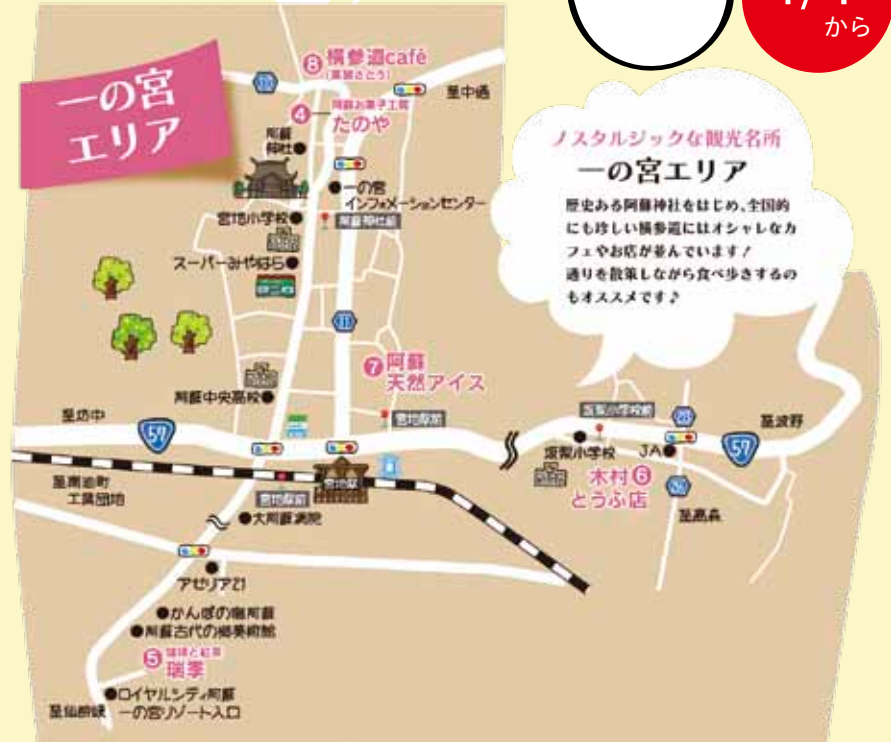 から
一の宮
エリア
⑧横参道café
(菓舗さとう)
至中通
④阿蘇お菓子工房
たのや
阿蘇
神社
一の宮
インフォメーションセンター
宮地小学校
阿蘇神社前
スーパーみやはら
11
ノスタルジックな観光名所
一の宮エリア
歴史ある阿蘇神社をはじめ、全国的
にも珍しい横参道にはオシャレなカ
フェやお店が並んでいます!
通りを散策しながら食べ歩きするの
もオススメです♪
⑦阿蘇
天然アイス
阿蘇中央高校
至坊中
57
宮地駅前
坂梨小学校前
至波野
坂梨小学校
JA
57
木村⑥
とうふ店
至高森
至南油町
工業団地
宮地駅
宮地駅前
大阿蘇病院
アゼリア21
かんぽの宿阿蘇
阿蘇古代の郷美術館
⑤珈琲と紅茶
瑞季
ロイヤルシティ阿蘇
一の宮リゾート入口
至仙酔峡